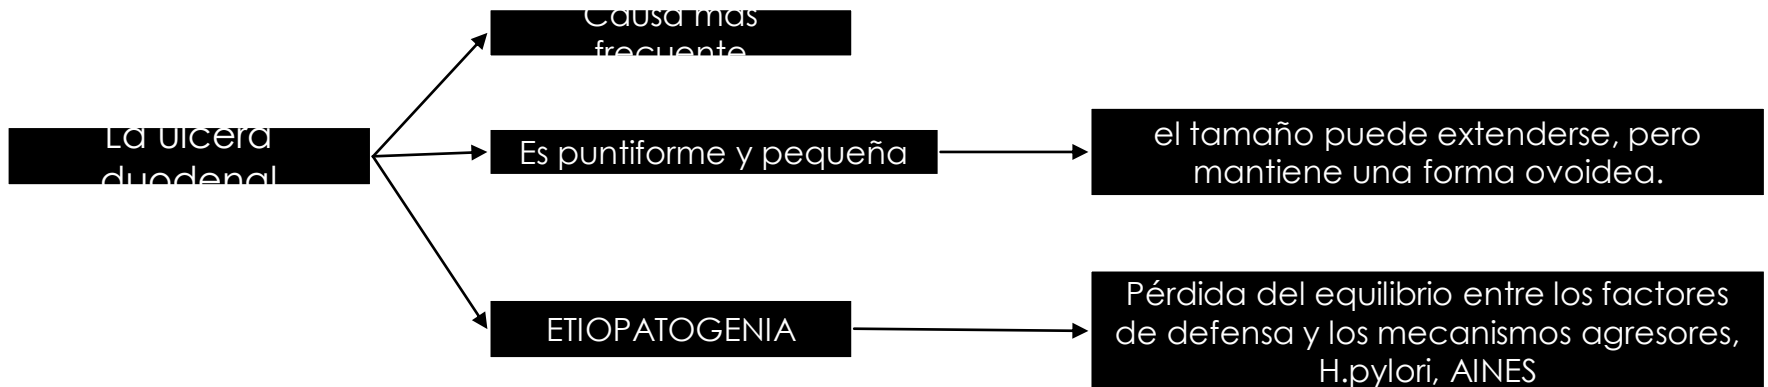 Causa más
frecuente
La úlcera
duodenal
Es puntiforme y pequeña
el tamaño puede extenderse, pero
mantiene una forma ovoidea.
ETIOPATOGENIA
Pérdida del equilibrio entre los factores
de defensa y los mecanismos agresores,
H.pylori, AINES